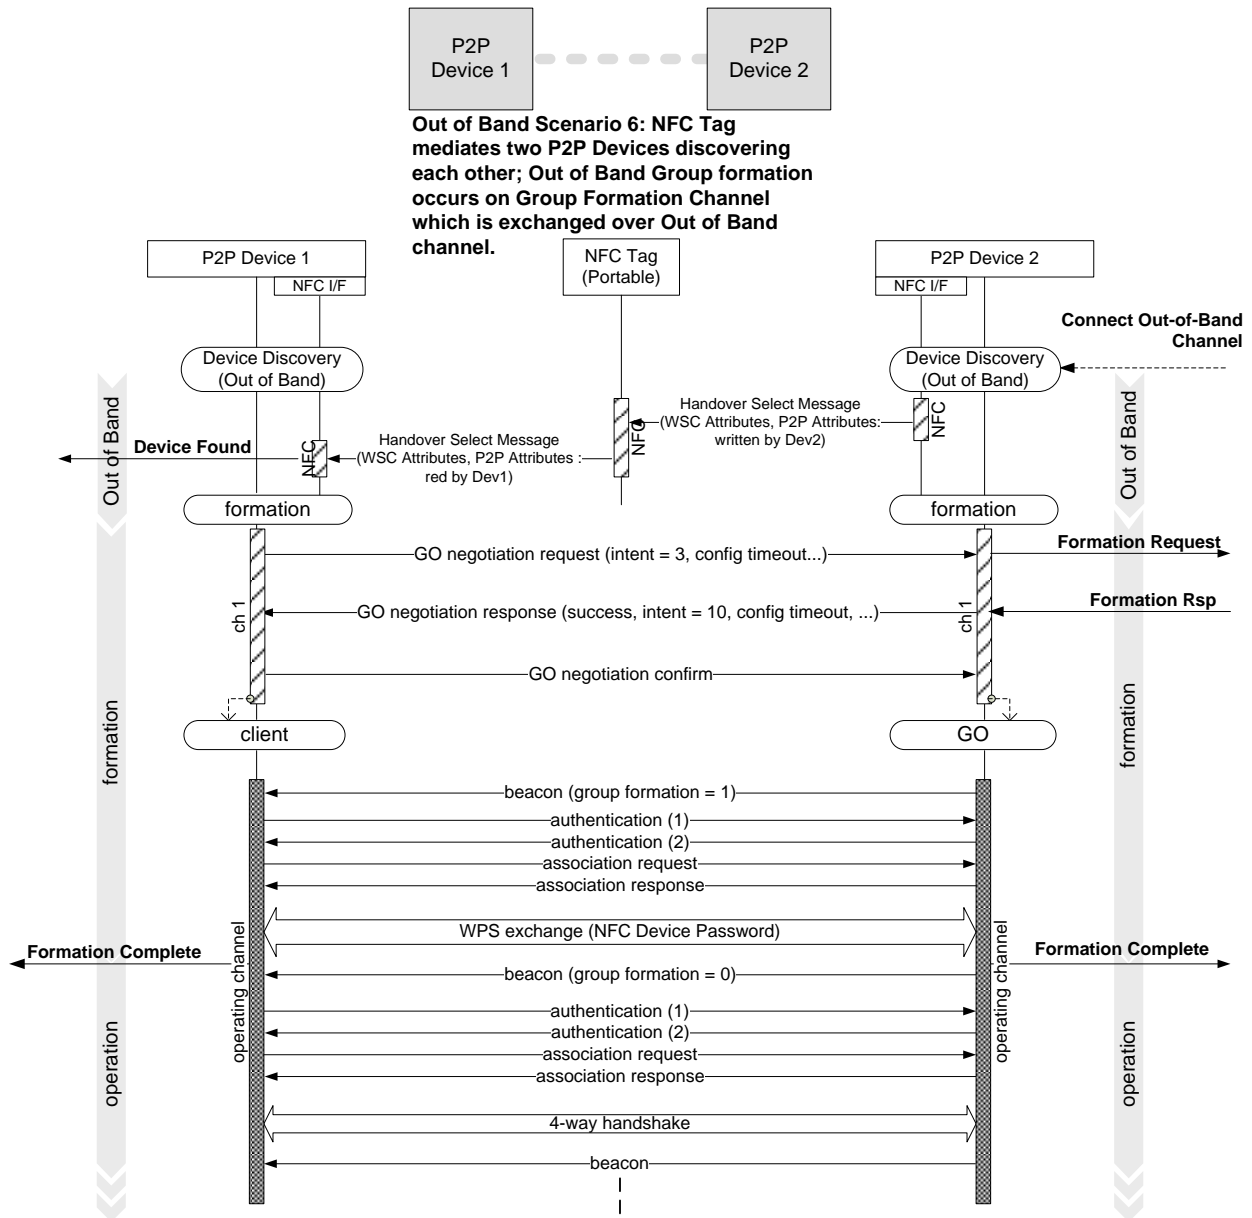 P2P
Device 1
P2P
Device 2
Out of Band Scenario 6: NFC Tag
mediates two P2P Devices discovering
each other; Out of Band Group formation
occurs on Group Formation Channel
which is exchanged over Out of Band
channel.
P2P Device 1
NFC I/F
NFC Tag
(Portable)
P2P Device 2
NFC I/F
Connect Out-of-Band
Channel
Device Discovery
(Out of Band)
Device Discovery
(Out of Band)
Out of Band
Out of Band
Handover Select Message
(WSC Attributes, P2P Attributes:
written by Dev2)
NFC
NFC
NFC
Device Found
Handover Select Message
(WSC Attributes, P2P Attributes :
red by Dev1)
formation
formation
GO negotiation request (intent = 3, config timeout...)
Formation Request
ch 1
ch 1
GO negotiation response (success, intent = 10, config timeout, ...)
Formation Rsp
GO negotiation confirm
formation
formation
client
GO
beacon (group formation = 1)
authentication (1)
authentication (2)
association request
association response
operating channel
operating channel
WPS exchange (NFC Device Password)
Formation Complete
Formation Complete
beacon (group formation = 0)
authentication (1)
authentication (2)
association request
association response
operation
operation
4-way handshake
beacon